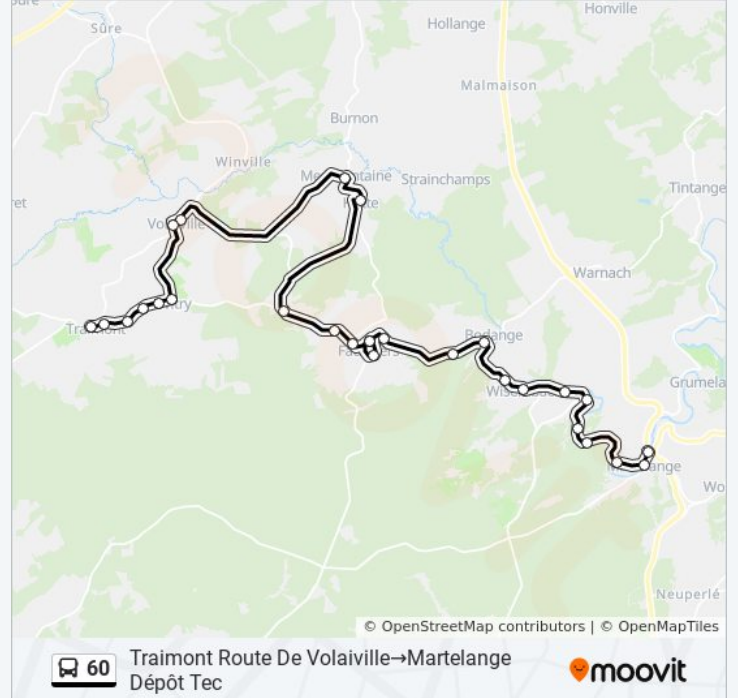 Honville
Sûre
Hollange
Malmaison
Burnon
Winville
Strainchamps
Tintange
Warnach
Bodange
Grumela
Wo
Neuperlé
© OpenStreetMap contributors | © OpenMapTiles
60
Traimont Route De Volaiville→Martelange
Dépôt Tec
moovit